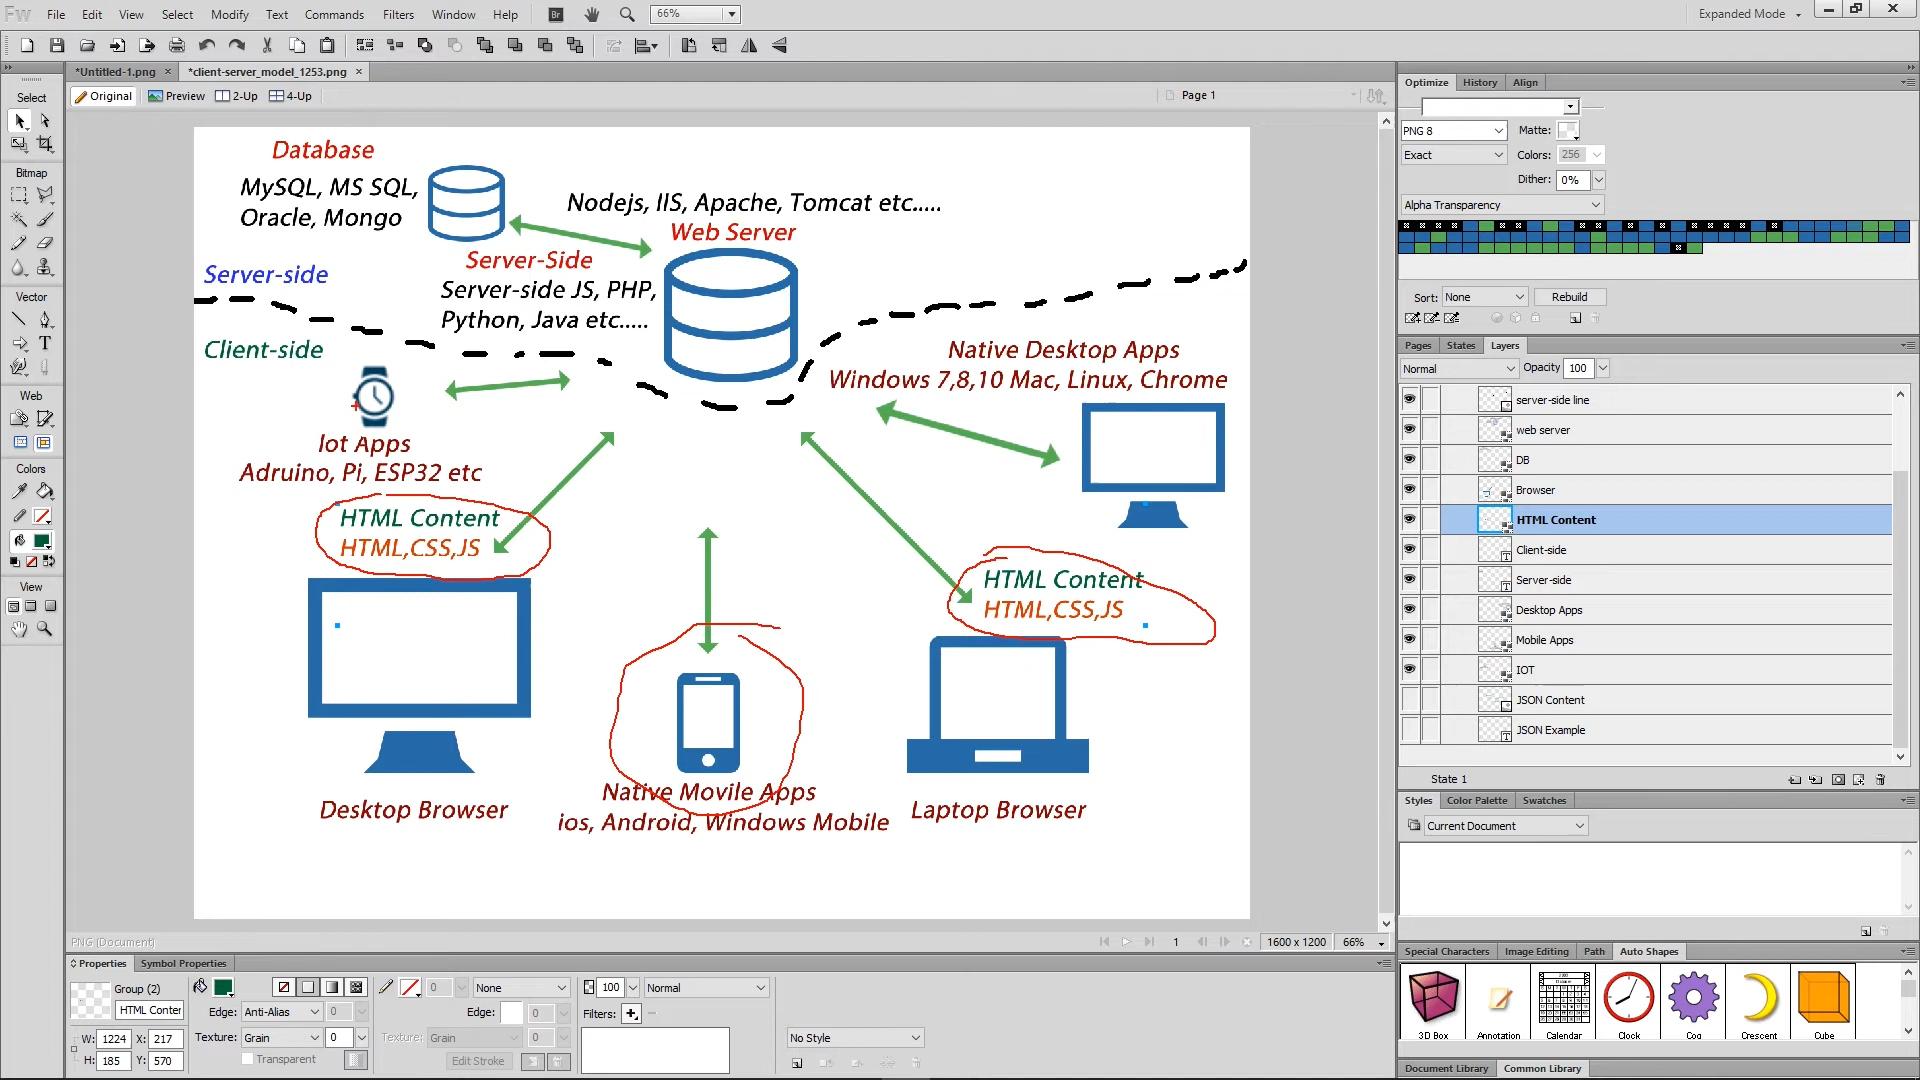 Fw File Edit View Select Modify Text Commands Filters Window Help Br 66% Expanded Mode
*Untitled-1.png × *client-server_model_1253.png ×
Original Preview 2-Up 4-Up Page 1
Select
Bitmap
Vector
Web
Colors
View
Database
MySQL, MS SQL,
Oracle, Mongo
Nodejs, IIS, Apache, Tomcat etc.....
Web Server
Server-Side
Server-side JS, PHP,
Python, Java etc.....
Server-side
Client-side
Native Desktop Apps
Windows 7,8,10 Mac, Linux, Chrome
Iot Apps
Adruino, Pi, ESP32 etc
HTML Content
HTML,CSS,JS
HTML Content
HTML,CSS,JS
Desktop Browser
Native Movile Apps
ios, Android, Windows Mobile
Laptop Browser
PNG (Document) 1 1600 x 1200 66%
Optimize History Align
PNG 8 Matte:
Exact Colors: 256
Dither: 0%
Alpha Transparency
Sort: None Rebuild
Pages States Layers
Normal Opacity 100
server-side line
web server
DB
Browser
HTML Content
Client-side
Server-side
Desktop Apps
Mobile Apps
IOT
JSON Content
JSON Example
State 1
Styles Color Palette Swatches
Current Document
Special Characters Image Editing Path Auto Shapes
3D Box Annotation Calendar Clock Cog Crescent Cube
Document Library Common Library
Properties Symbol Properties
Group (2)
HTML Conter
W: 1224 X: 217
H: 185 Y: 570
Edge: Anti-Alias 0
Texture: Grain 0
Transparent
0 None
Edge: 0
Texture: Grain 0
Edit Stroke
100 Normal
Filters:
No Style